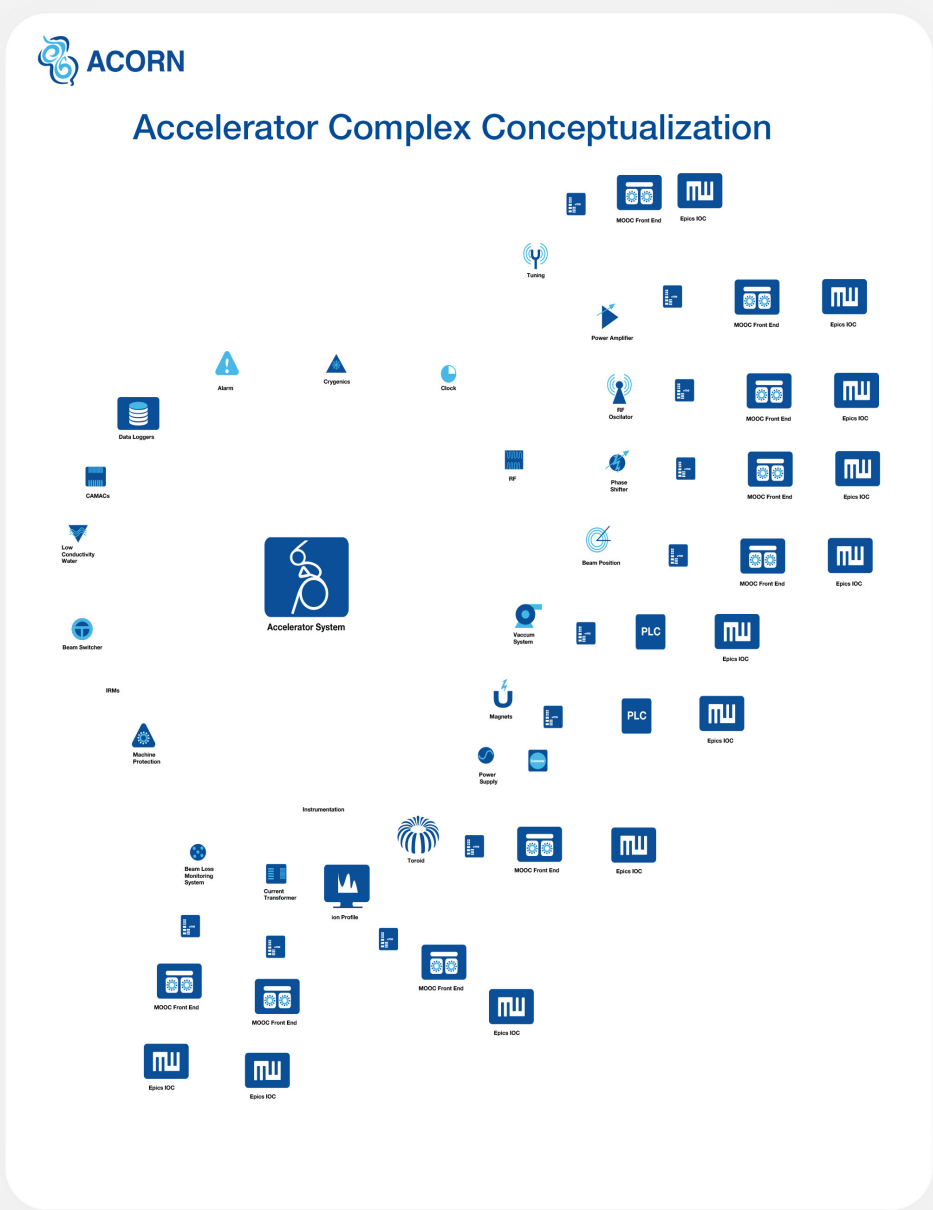 ACORN
Accelerator Complex Conceptualization
MOOC Front End
Epics IOC
Tuning
MOOC Front End
Epics IOC
Power Amplifier
Alarm
Crygenics
Clock
RF
Oscilator
MOOC Front End
Epics IOC
Data Loggers
RF
Phase
Shifter
MOOC Front End
Epics IOC
CAMACs
Low
Conductivity
Water
Beam Position
MOOC Front End
Epics IOC
Accelerator System
Vaccum
System
PLC
Epics IOC
Beam Switcher
IRMs
Magnets
PLC
Epics IOC
Machine
Protection
Power
Supply
Instrumentation
Toroid
MOOC Front End
Epics IOC
Beam Loss
Monitoring
System
Current
Transformer
ion Profile
MOOC Front End
MOOC Front End
MOOC Front End
Epics IOC
Epics IOC
Epics IOC